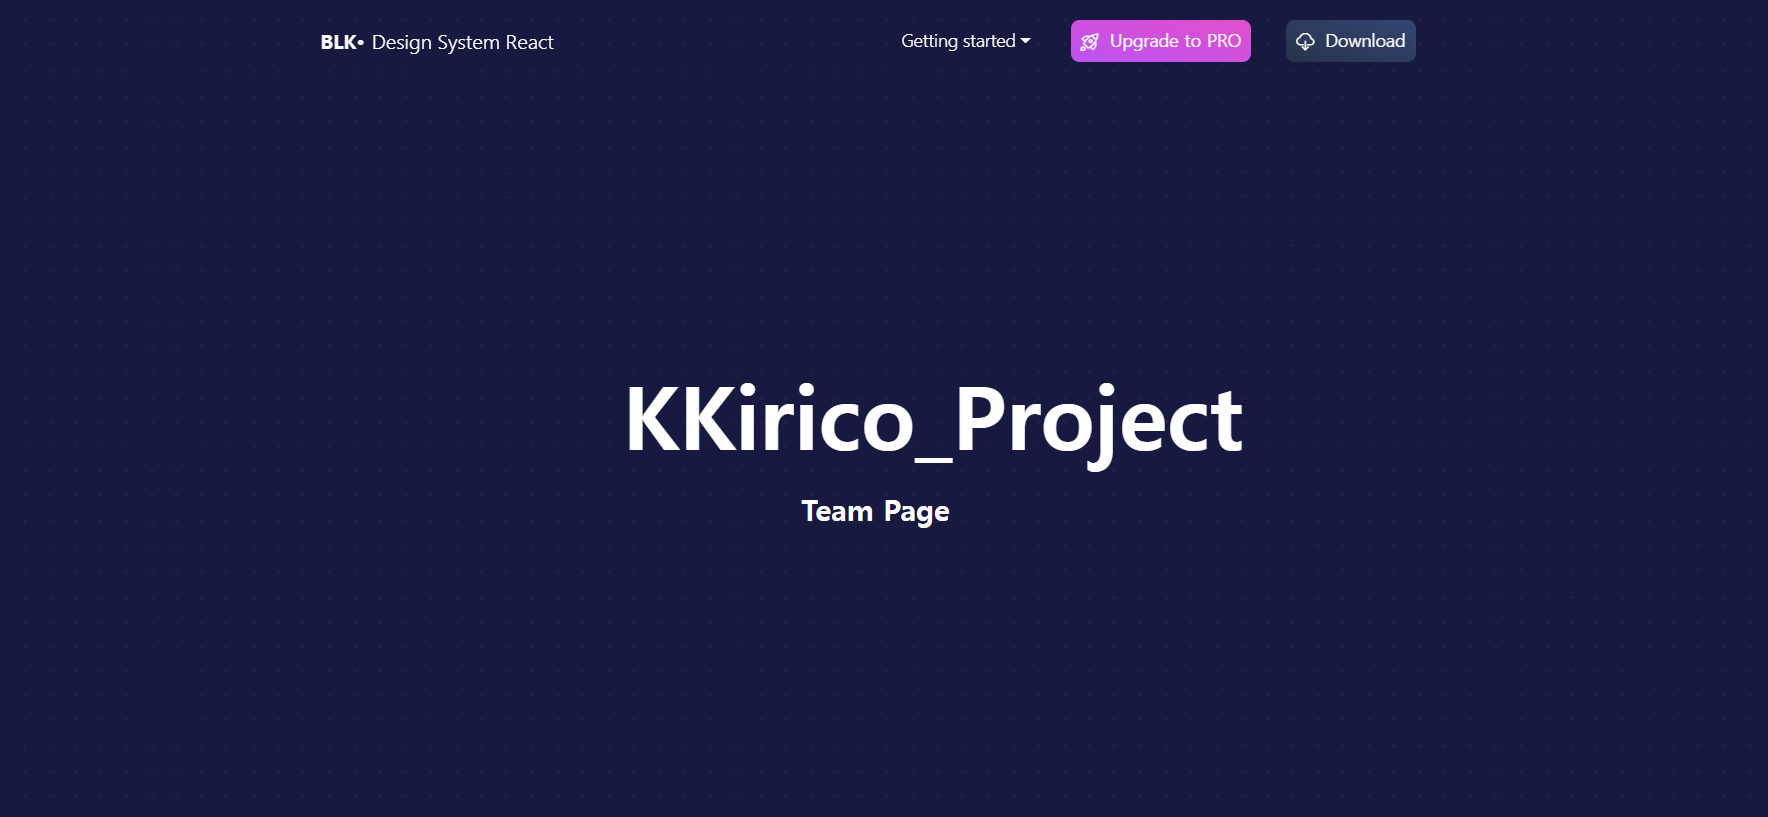 BLK• Design System React
Getting started
Upgrade to PRO
Download
KKirico_Project
Team Page